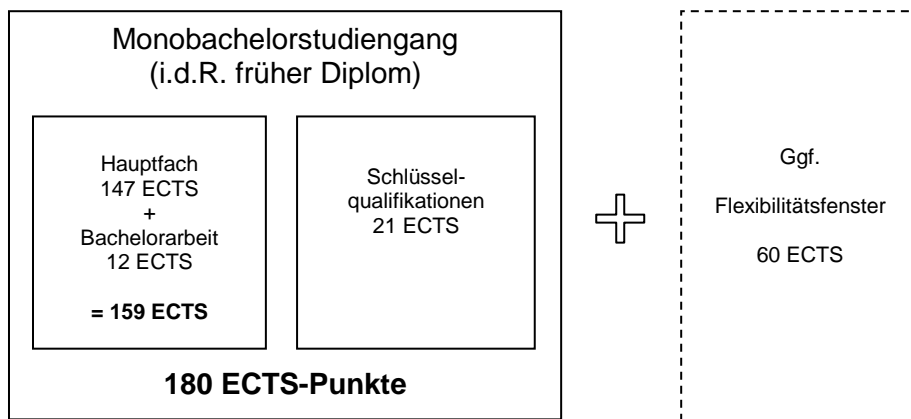 Monobachelorstudiengang
(i.d.R. früher Diplom)
Hauptfach
147 ECTS
+
Bachelorarbeit
12 ECTS
= 159 ECTS
Schlüssel-
qualifikationen
21 ECTS
180 ECTS-Punkte
Ggf.
Flexibilitätsfenster
60 ECTS